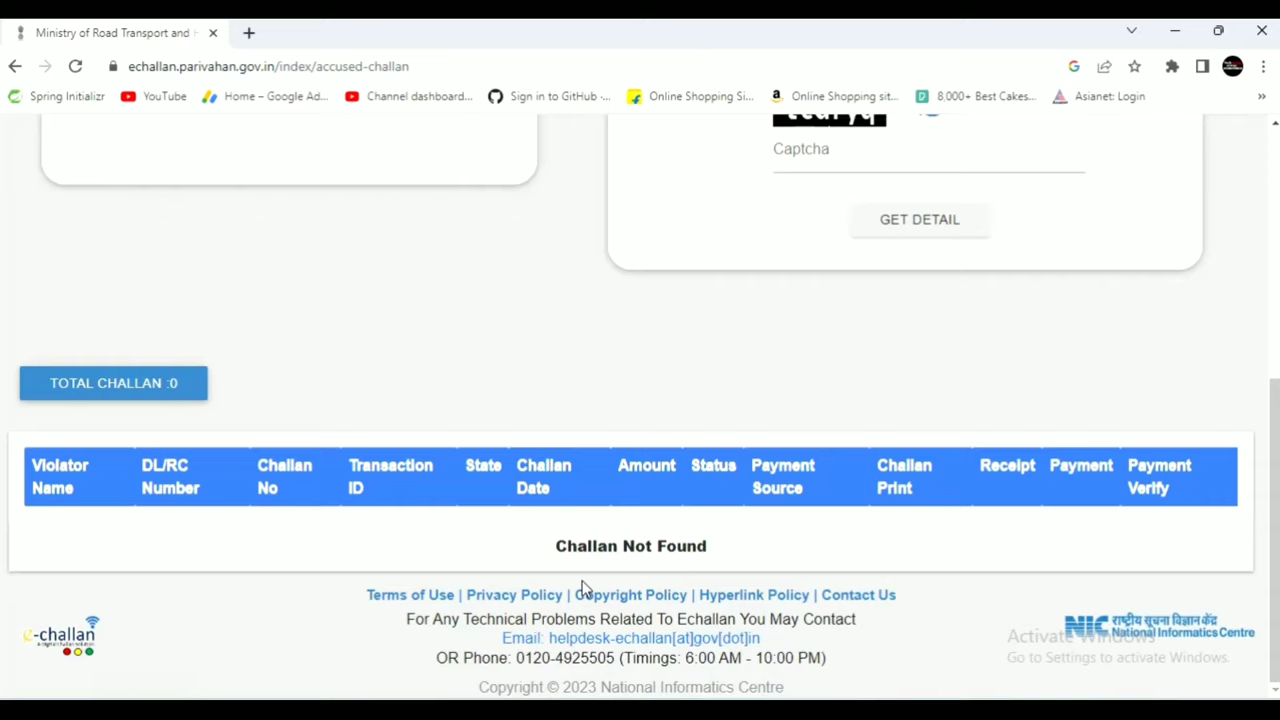 Ministry of Road Transport and H
echallan.parivahan.gov.in/index/accused-challan
Spring Initializr
YouTube
Home – Google Ad...
Channel dashboard...
Sign in to GitHub ·...
Online Shopping Si...
Online Shopping sit...
8,000+ Best Cakes...
Asianet: Login
»
Captcha
GET DETAIL
TOTAL CHALLAN :0
Violator Name
DL/RC Number
Challan No
Transaction ID
State
Challan Date
Amount
Status
Payment Source
Challan Print
Receipt
Payment
Payment Verify
Challan Not Found
Terms of Use | Privacy Policy | Copyright Policy | Hyperlink Policy | Contact Us
For Any Technical Problems Related To Echallan You May Contact
Email: helpdesk-echallan[at]gov[dot]in
OR Phone: 0120-4925505 (Timings: 6:00 AM - 10:00 PM)
Copyright © 2023 National Informatics Centre
e-challan
NIC राष्ट्रीय सूचना विज्ञान केंद्र
National Informatics Centre
Activate Windows
Go to Settings to activate Windows.